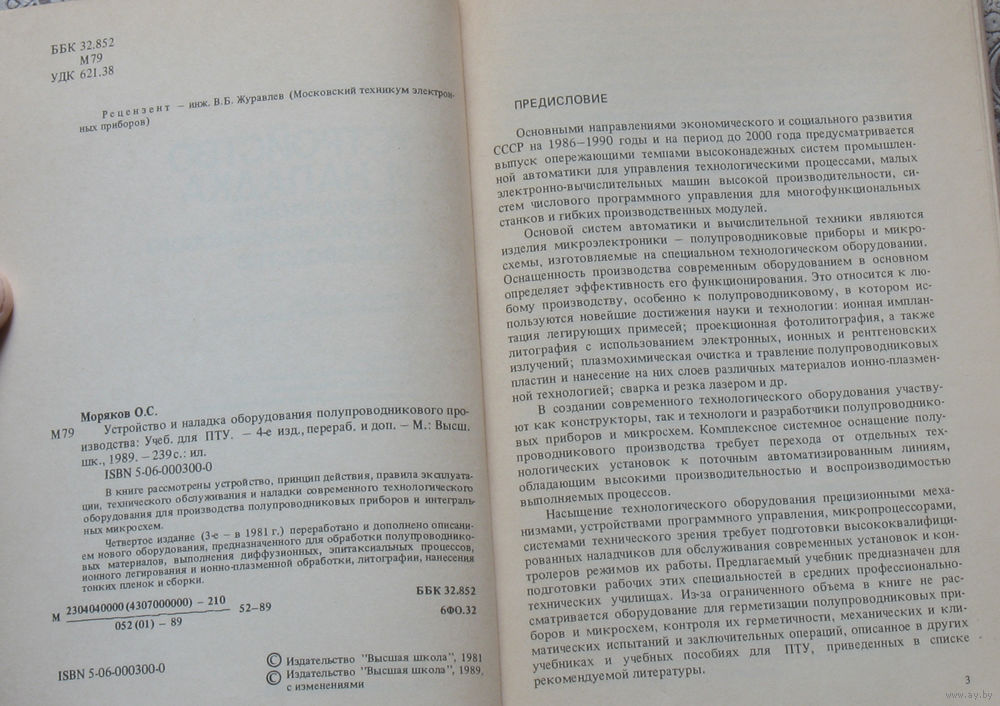 ББК 32.852
М79
УДК 621.38
Рецензент – инж. В.Б. Журавлев (Московский техникум электрон-
ных приборов)
Моряков О.С.
М79 Устройство и наладка оборудования полупроводникового про-
изводства: Учеб. для ПТУ. – 4-е изд., перераб. и доп. – М.: Высш.
шк., 1989. – 239 с.: ил.
ISBN 5-06-000300-0
В книге рассмотрены устройство, принцип действия, правила эксплуата-
ции, технического обслуживания и наладки современного технологического
оборудования для производства полупроводниковых приборов и интеграль-
ных микросхем.
Четвертое издание (3-е – в 1981 г.) переработано и дополнено описани-
ем нового оборудования, предназначенного для обработки полупроводнико-
вых материалов, выполнения диффузионных, эпитаксиальных процессов,
ионного легирования и ионно-плазменной обработки, литографии, нанесения
тонких пленок и сборки.
М 2304040000 (4307000000) – 210 52–89
052 (01) – 89
ББК 32.852
6Ф0.32
ISBN 5-06-000300-0
© Издательство "Высшая школа", 1981
© Издательство "Высшая школа", 1989,
с изменениями
ПРЕДИСЛОВИЕ
Основными направлениями экономического и социального развития
СССР на 1986–1990 годы и на период до 2000 года предусматривается
выпуск опережающими темпами высоконадежных систем промышлен-
ной автоматики для управления технологическими процессами, малых
электронно-вычислительных машин высокой производительности, си-
стем числового программного управления для многофункциональных
станков и гибких производственных модулей.
Основой систем автоматики и вычислительной техники являются
изделия микроэлектроники – полупроводниковые приборы и микро-
схемы, изготовляемые на специальном технологическом оборудовании.
Оснащенность производства современным оборудованием в основном
определяет эффективность его функционирования. Это относится к лю-
бому производству, особенно к полупроводниковому, в котором ис-
пользуются новейшие достижения науки и технологии: ионная имплан-
тация легирующих примесей; проекционная фотолитография, а также
литография с использованием электронных, ионных и рентгеновских
излучений; плазмохимическая очистка и травление полупроводниковых
пластин и нанесение на них слоев различных материалов ионно-плазмен-
ной технологией; сварка и резка лазером и др.
В создании современного технологического оборудования участву-
ют как конструкторы, так и технологи и разработчики полупроводнико-
вых приборов и микросхем. Комплексное системное оснащение полу-
проводникового производства требует перехода от отдельных тех-
нологических установок к поточным автоматизированным линиям,
обладающим высокими производительностью и воспроизводимостью
выполняемых процессов.
Насыщение технологического оборудования прецизионными меха-
низмами, устройствами программного управления, микропроцессорами,
системами технического зрения требует подготовки высококвалифици-
рованных наладчиков для обслуживания современных установок и кон-
тролеров режимов их работы. Предлагаемый учебник предназначен для
подготовки рабочих этих специальностей в средних профессионально-
технических училищах. Из-за ограниченного объема в книге не рас-
сматривается оборудование для герметизации полупроводниковых при-
боров и микросхем, контроля их герметичности, механических и кли-
матических испытаний и заключительных операций, описанное в других
учебниках и учебных пособиях для ПТУ, приведенных в списке
рекомендуемой литературы.
3
www.ay.by